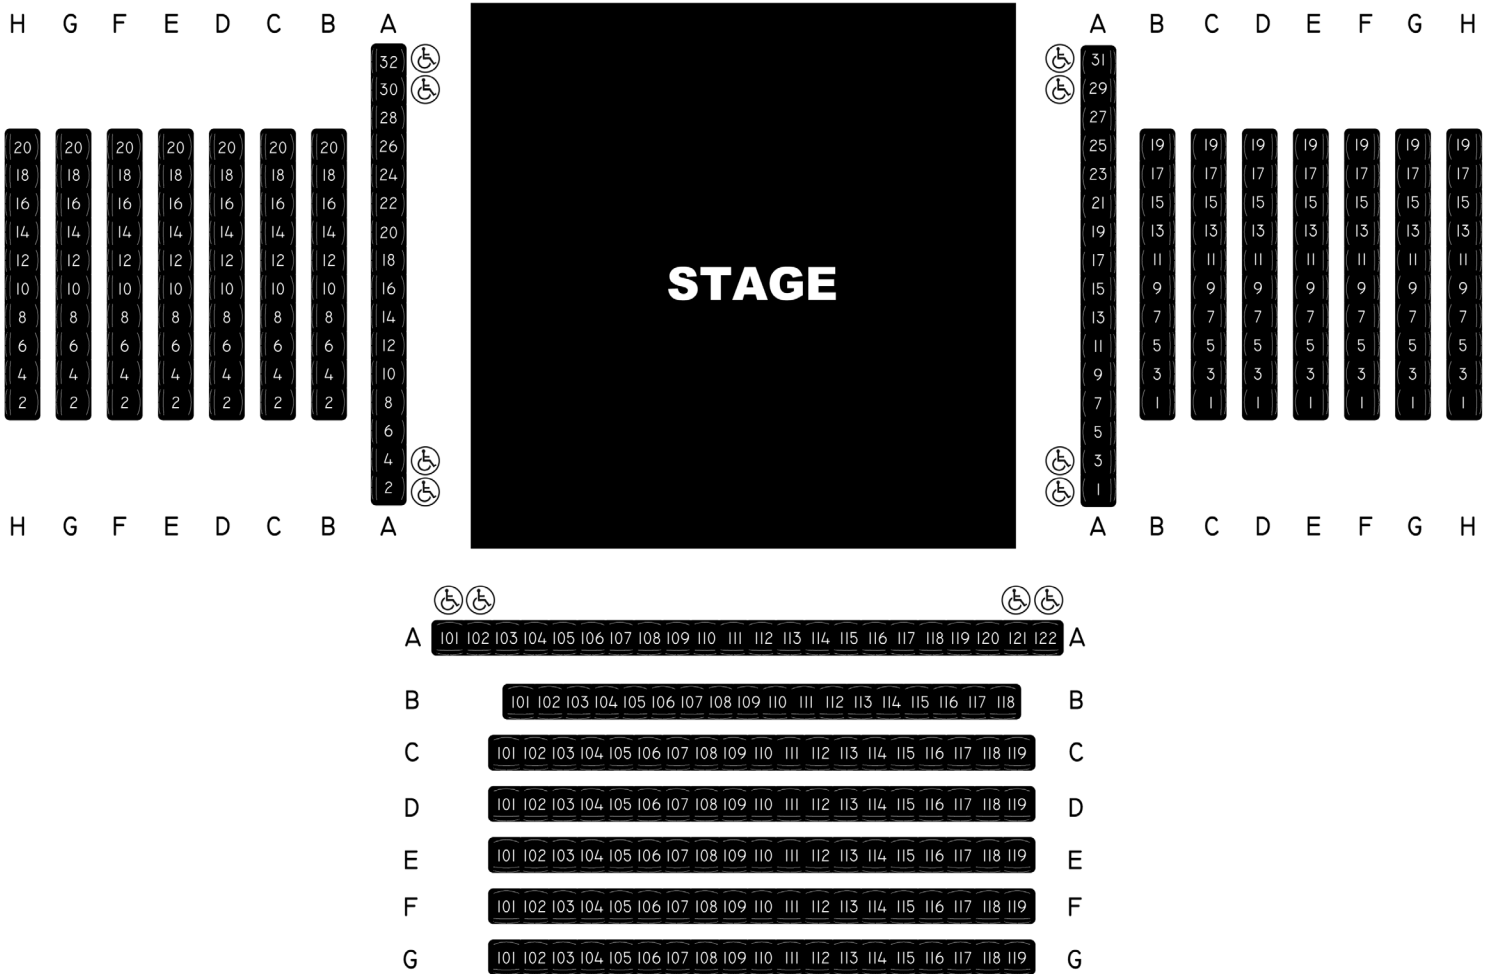 H G F E D C B A A B C D E F G H
32 31
30 29
28 27
20 20 20 20 20 20 20 26 25 19 19 19 19 19 19 19
18 18 18 18 18 18 18 24 23 17 17 17 17 17 17 17
16 16 16 16 16 16 16 22 21 15 15 15 15 15 15 15
14 14 14 14 14 14 14 20 19 13 13 13 13 13 13 13
12 12 12 12 12 12 12 18 17 11 11 11 11 11 11 11
STAGE
10 10 10 10 10 10 10 16 15 9 9 9 9 9 9 9
8 8 8 8 8 8 8 14 13 7 7 7 7 7 7 7
6 6 6 6 6 6 6 12 11 5 5 5 5 5 5 5
4 4 4 4 4 4 4 10 9 3 3 3 3 3 3 3
2 2 2 2 2 2 2 8 7 1 1 1 1 1 1 1
6 5
4 3
2 1
H G F E D C B A A B C D E F G H
A 101 102 103 104 105 106 107 108 109 110 111 112 113 114 115 116 117 118 119 120 121 122 A
B 101 102 103 104 105 106 107 108 109 110 111 112 113 114 115 116 117 118 B
C 101 102 103 104 105 106 107 108 109 110 111 112 113 114 115 116 117 118 119 C
D 101 102 103 104 105 106 107 108 109 110 111 112 113 114 115 116 117 118 119 D
E 101 102 103 104 105 106 107 108 109 110 111 112 113 114 115 116 117 118 119 E
F 101 102 103 104 105 106 107 108 109 110 111 112 113 114 115 116 117 118 119 F
G 101 102 103 104 105 106 107 108 109 110 111 112 113 114 115 116 117 118 119 G